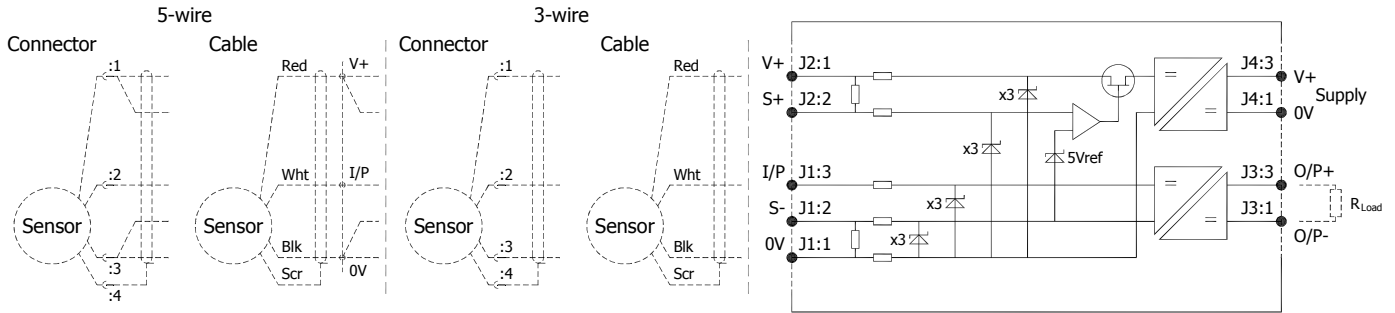 5-wire
Connector
:1
:2
Sensor
:3
:4
Cable
Red
V+
Wht
I/P
Sensor
Blk
0V
Scr
3-wire
Connector
:1
:2
Sensor
:3
:4
Cable
Red
Wht
Sensor
Blk
Scr
V+ J2:1
S+ J2:2
I/P J1:3
S- J1:2
0V J1:1
x3
x3
5Vref
x3
x3
J4:3 V+
Supply
J4:1 0V
J3:3 O/P+
RLoad
J3:1 O/P-